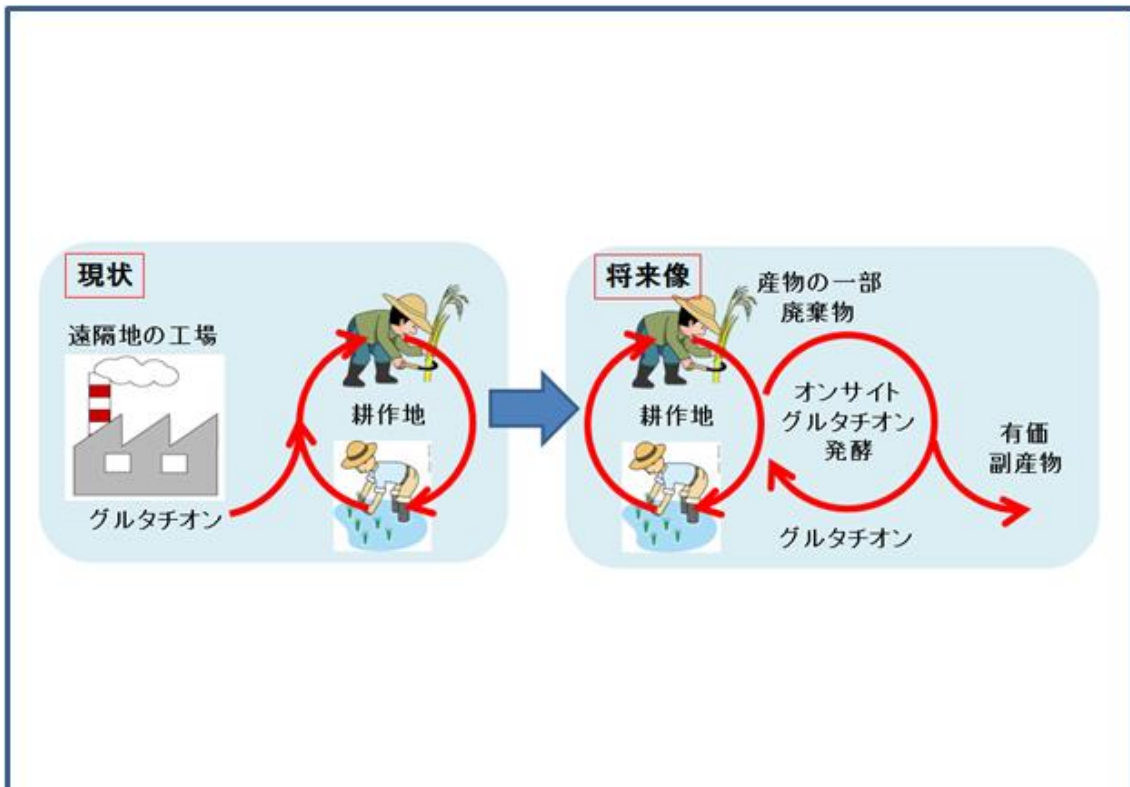 現状
遠隔地の工場
グルタチオン
耕作地
将来像
耕作地
産物の一部
廃棄物
オンサイト
グルタチオン
発酵
グルタチオン
有価
副産物